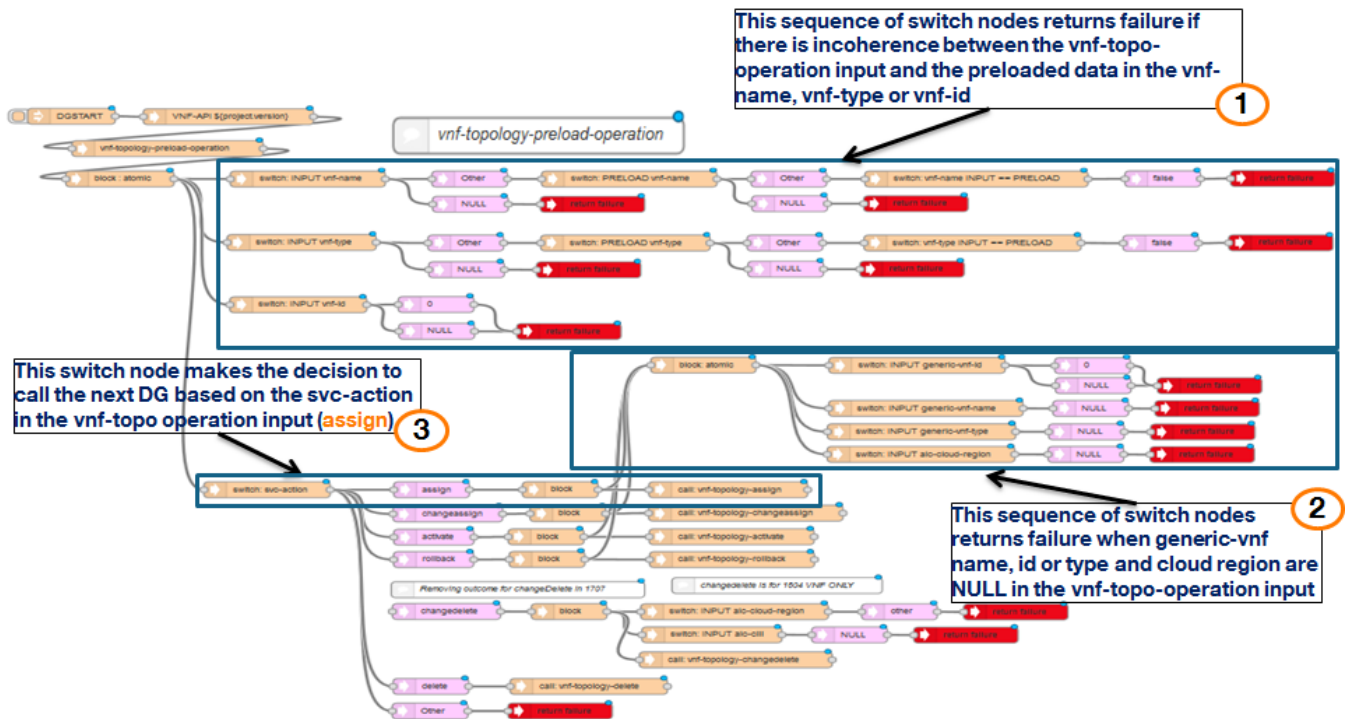 This sequence of switch nodes returns failure if
there is incoherence between the vnf-topo-
operation input and the preloaded data in the vnf-
name, vnf-type or vnf-id
1
DGSTART
VNF-API ${project.version}
vnf-topology-preload-operation
vnf-topology-preload-operation
block : atomic
switch: INPUT vnf-name
Other
switch: PRELOAD vnf-name
Other
switch: vnf-name INPUT == PRELOAD
false
return failure
NULL
return failure
NULL
return failure
switch: INPUT vnf-type
Other
switch: PRELOAD vnf-type
Other
switch: vnf-type INPUT == PRELOAD
false
return failure
NULL
return failure
NULL
return failure
switch: INPUT vnf-id
0
NULL
return failure
This switch node makes the decision to
call the next DG based on the svc-action
in the vnf-topo operation input (assign)
3
block: atomic
switch: INPUT generic-vnf-id
0
NULL
return failure
switch: INPUT generic-vnf-name
NULL
return failure
switch: INPUT generic-vnf-type
NULL
return failure
switch: INPUT aic-cloud-region
NULL
return failure
switch: svc-action
assign
block
call: vnf-topology-assign
changeassign
block
call: vnf-topology-changeassign
activate
block
call: vnf-topology-activate
rollback
block
call: vnf-topology-rollback
2
This sequence of switch nodes
returns failure when generic-vnf
name, id or type and cloud region are
NULL in the vnf-topo-operation input
Removing outcome for changeDelete in 1707
changedelete is for 1604 VNF ONLY
changedelete
block
switch: INPUT aic-cloud-region
other
return failure
switch: INPUT aic-clli
NULL
return failure
call: vnf-topology-changedelete
delete
call: vnf-topology-delete
Other
return failure